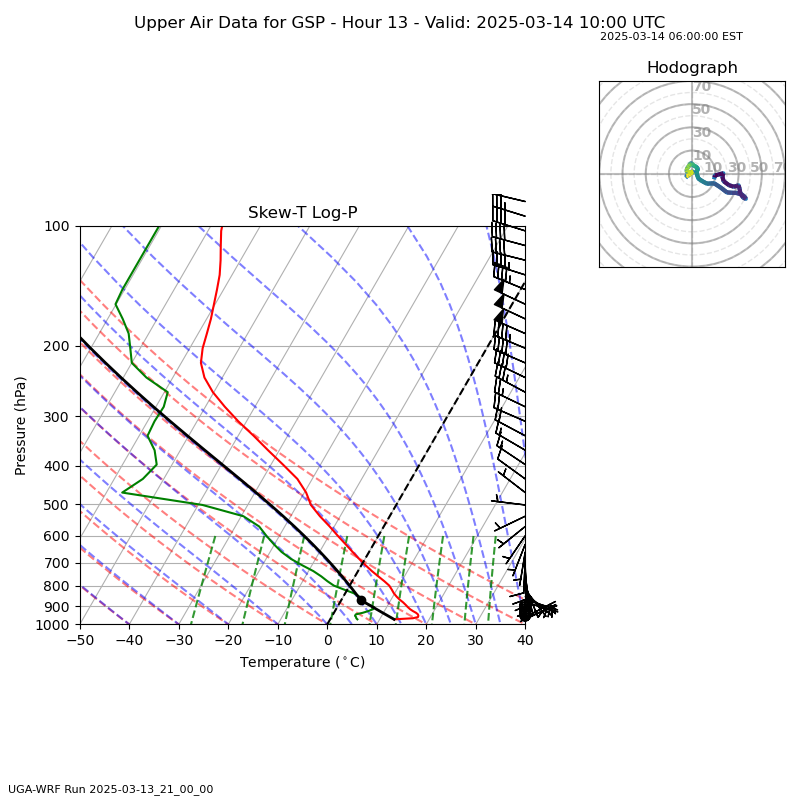 Upper Air Data for GSP - Hour 13 - Valid: 2025-03-14 10:00 UTC
2025-03-14 06:00:00 EST
Hodograph
70
50
30
10
10 30 50 7
Skew-T Log-P
100
200
300
400
500
600
700
800
900
1000
Pressure (hPa)
−50 −40 −30 −20 −10 0 10 20 30 40
Temperature (°C)
UGA-WRF Run 2025-03-13_21_00_00